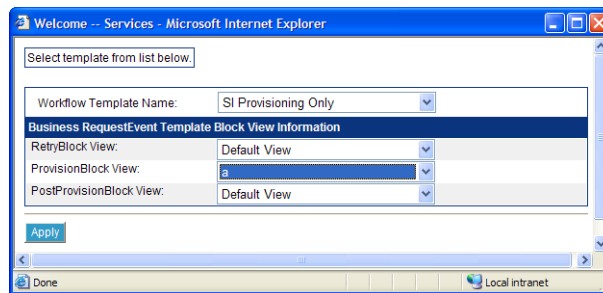 Welcome -- Services - Microsoft Internet Explorer
Select template from list below.
Workflow Template Name: SI Provisioning Only
Business RequestEvent Template Block View Information
RetryBlock View: Default View
ProvisionBlock View: a
PostProvisionBlock View: Default View
Apply
Done Local intranet